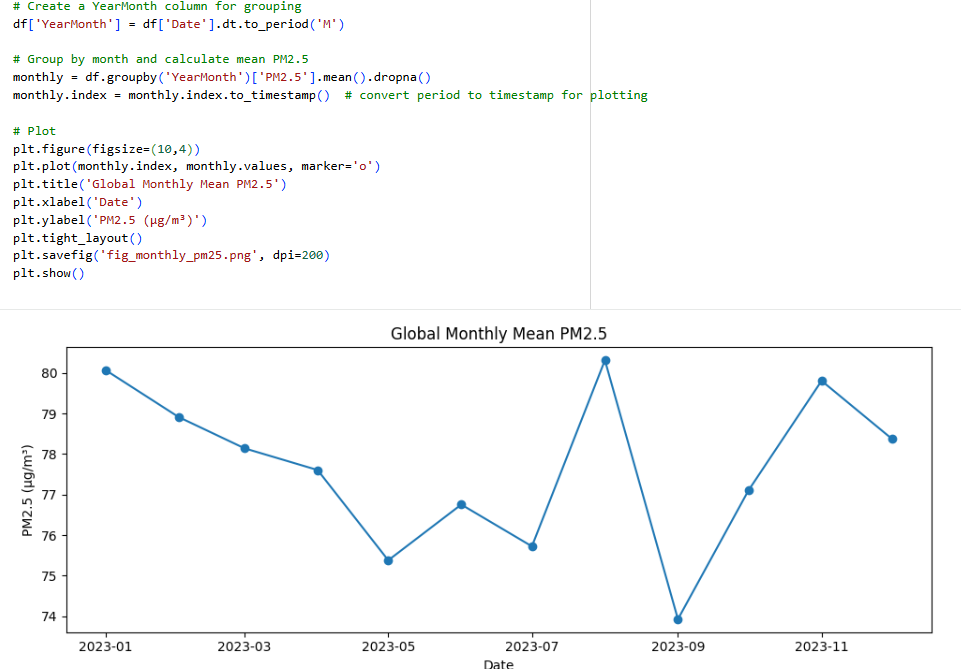 # Create a YearMonth column for grouping
df['YearMonth'] = df['Date'].dt.to_period('M')
# Group by month and calculate mean PM2.5
monthly = df.groupby('YearMonth')['PM2.5'].mean().dropna()
monthly.index = monthly.index.to_timestamp()  # convert period to timestamp for plotting
# Plot
plt.figure(figsize=(10,4))
plt.plot(monthly.index, monthly.values, marker='o')
plt.title('Global Monthly Mean PM2.5')
plt.xlabel('Date')
plt.ylabel('PM2.5 (µg/m³)')
plt.tight_layout()
plt.savefig('fig_monthly_pm25.png', dpi=200)
plt.show()
Global Monthly Mean PM2.5
80
79
78
77
76
75
74
PM2.5 (µg/m³)
2023-01 2023-03 2023-05 2023-07 2023-09 2023-11
Date